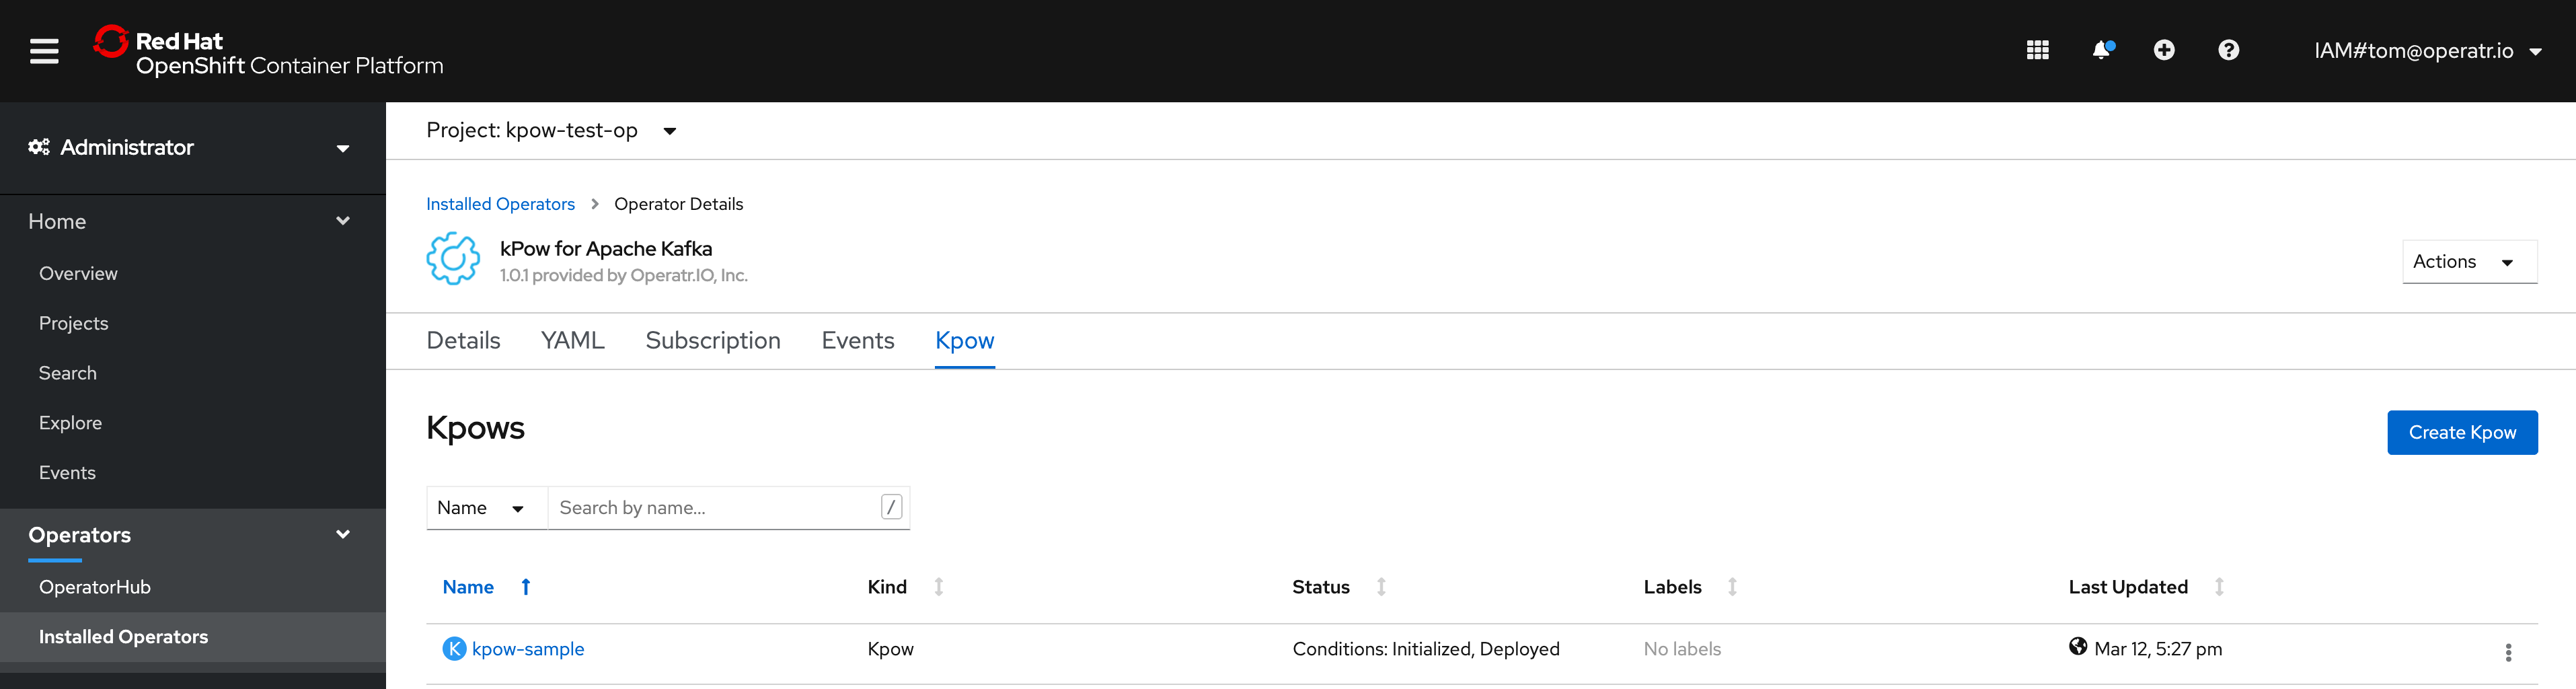 Red Hat
OpenShift Container Platform
IAM#tom@operatr.io
Administrator
Home
Overview
Projects
Search
Explore
Events
Operators
OperatorHub
Installed Operators
Project: kpow-test-op
Installed Operators > Operator Details
kPow for Apache Kafka
1.0.1 provided by Operatr.IO, Inc.
Actions
Details YAML Subscription Events Kpow
Kpows
Create Kpow
Name Search by name... /
Name Kind Status Labels Last Updated
K kpow-sample Kpow Conditions: Initialized, Deployed No labels Mar 12, 5:27 pm